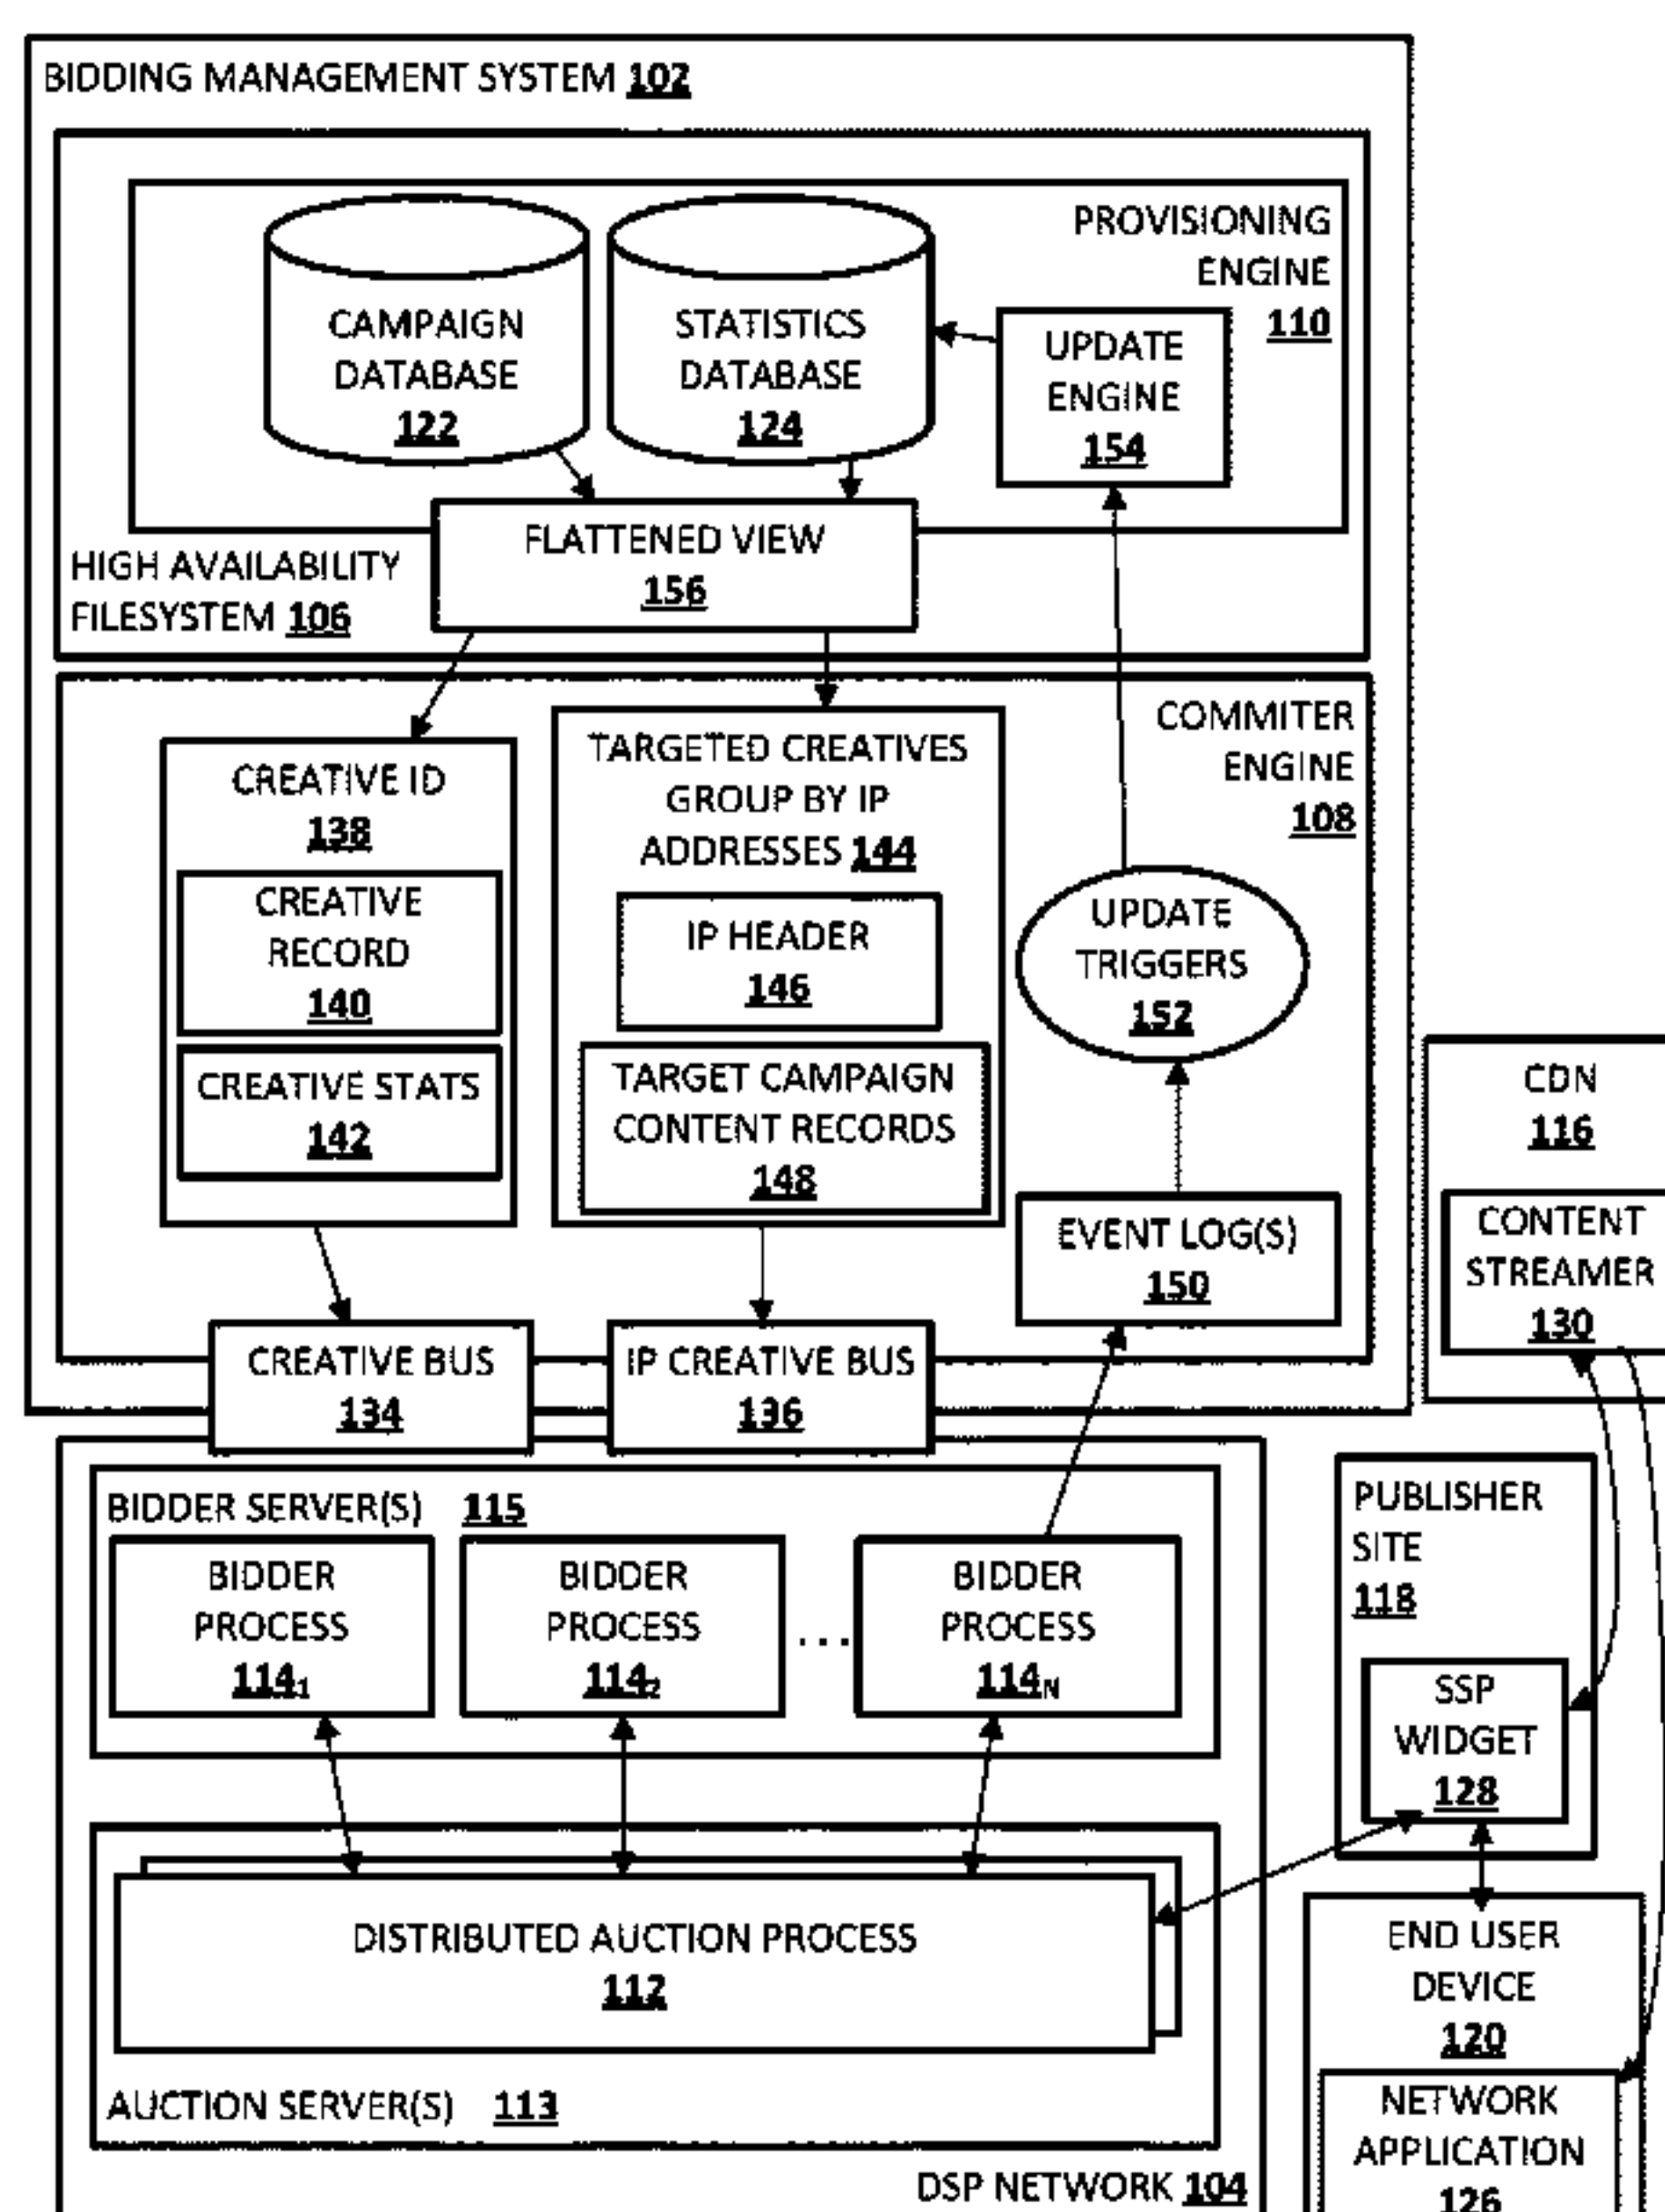 BIDDING MANAGEMENT SYSTEM 102
PROVISIONING
ENGINE
110
CAMPAIGN
DATABASE
122
STATISTICS
DATABASE
124
UPDATE
ENGINE
154
FLATTENED VIEW
156
HIGH AVAILABILITY
FILESYSTEM 106
COMMITER
ENGINE
108
CREATIVE ID
138
CREATIVE
RECORD
140
CREATIVE STATS
142
TARGETED CREATIVES
GROUP BY IP
ADDRESSES 144
IP HEADER
146
TARGET CAMPAIGN
CONTENT RECORDS
148
UPDATE
TRIGGERS
152
EVENT LOG(S)
150
CDN
116
CONTENT
STREAMER
130
CREATIVE BUS
134
IP CREATIVE BUS
136
BIDDER SERVER(S) 115
BIDDER
PROCESS
114₁
BIDDER
PROCESS
114₂
...
BIDDER
PROCESS
114N
PUBLISHER
SITE
118
SSP
WIDGET
128
DISTRIBUTED AUCTION PROCESS
112
AUCTION SERVER(S) 113
DSP NETWORK 104
END USER
DEVICE
120
NETWORK
APPLICATION
126